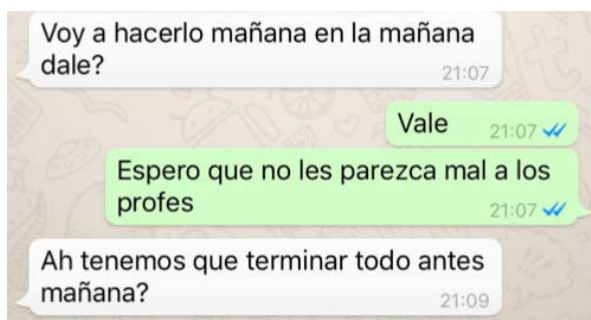 Voy a hacerlo mañana en la mañana
dale?
21:07
Vale 21:07
Espero que no les parezca mal a los
profes 21:07
Ah tenemos que terminar todo antes
mañana?
21:09